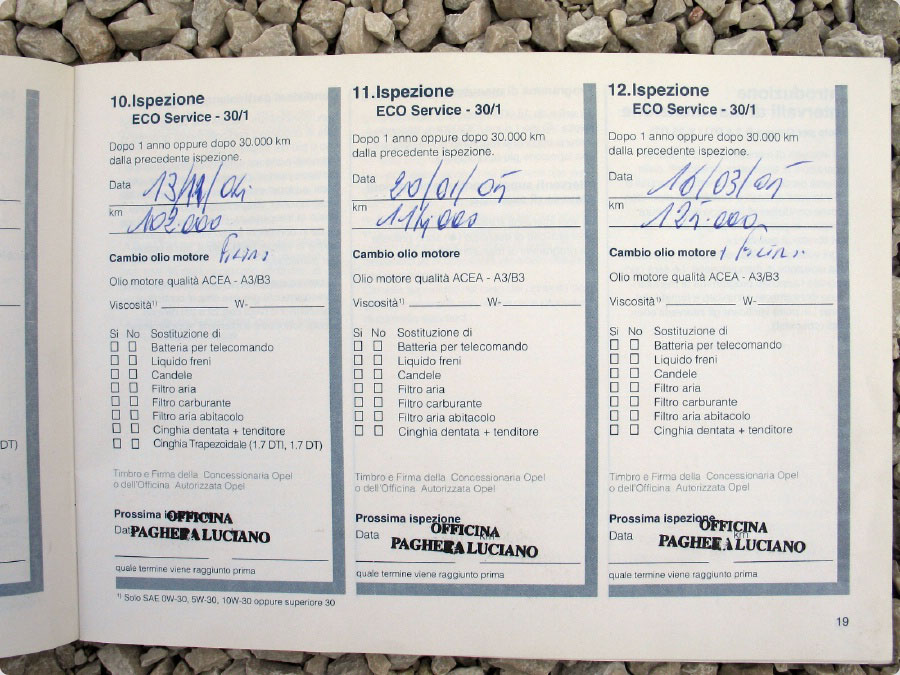 10.Ispezione
ECO Service - 30/1
Dopo 1 anno oppure dopo 30.000 km
dalla precedente ispezione.
Data 13/11/04
km 102.000
Cambio olio motore
Olio motore qualità ACEA - A3/B3
Viscosità¹⁾ W-
Si No Sostituzione di
Batteria per telecomando
Liquido freni
Candele
Filtro aria
Filtro carburante
Filtro aria abitacolo
Cinghia dentata + tenditore
Cinghia Trapezoidale (1.7 DTI, 1.7 DT)
Timbro e Firma della Concessionaria Opel
o dell'Officina Autorizzata Opel
Prossima ispezione
OFFICINA
Data
PAGHERA LUCIANO
quale termine viene raggiunto prima
¹⁾ Solo SAE 0W-30, 5W-30, 10W-30 oppure superiore 30
11.Ispezione
ECO Service - 30/1
Dopo 1 anno oppure dopo 30.000 km
dalla precedente ispezione.
Data 20/01/05
km 114.000
Cambio olio motore
Olio motore qualità ACEA - A3/B3
Viscosità¹⁾ W-
Si No Sostituzione di
Batteria per telecomando
Liquido freni
Candele
Filtro aria
Filtro carburante
Filtro aria abitacolo
Cinghia dentata + tenditore
Timbro e Firma della Concessionaria Opel
o dell'Officina Autorizzata Opel
Prossima ispezione
OFFICINA
Data km
PAGHERA LUCIANO
quale termine viene raggiunto prima
12.Ispezione
ECO Service - 30/1
Dopo 1 anno oppure dopo 30.000 km
dalla precedente ispezione.
Data 16/03/05
km 125.000
Cambio olio motore +
Olio motore qualità ACEA - A3/B3
Viscosità¹⁾ W-
Si No Sostituzione di
Batteria per telecomando
Liquido freni
Candele
Filtro aria
Filtro carburante
Filtro aria abitacolo
Cinghia dentata + tenditore
Timbro e Firma della Concessionaria Opel
o dell'Officina Autorizzata Opel
Prossima ispezione
OFFICINA
Data km
PAGHERA LUCIANO
quale termine viene raggiunto prima
19
DT)